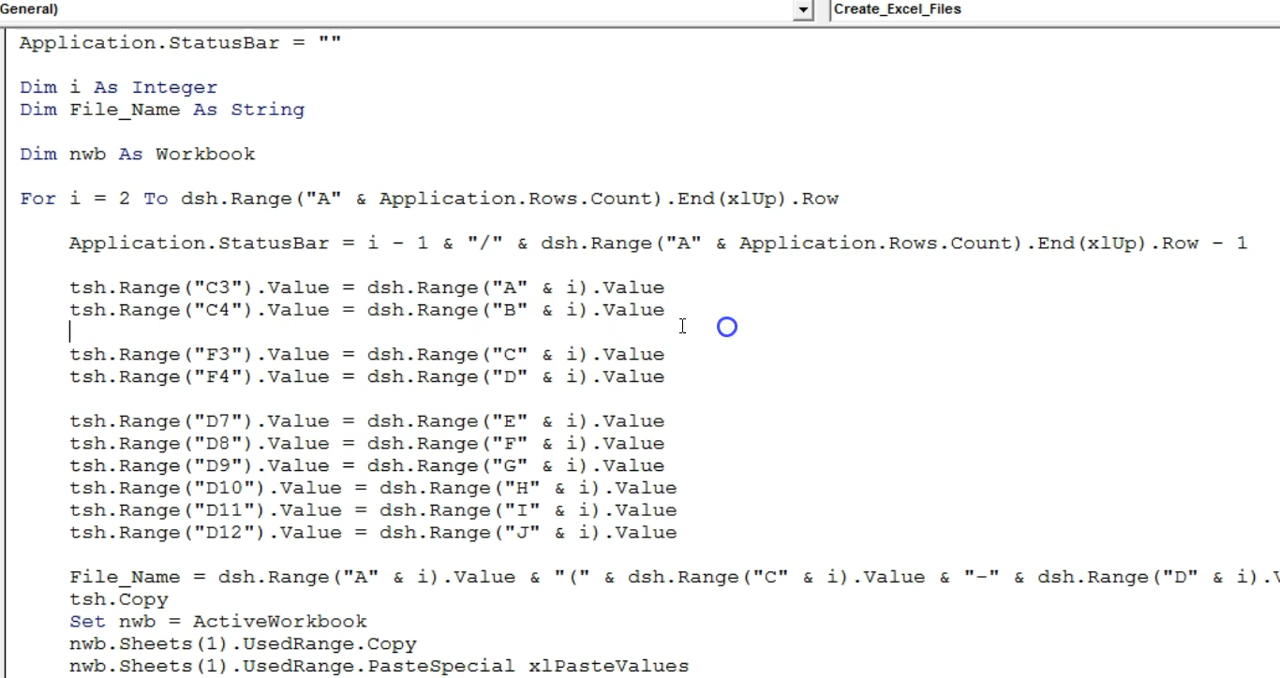 General)
Create_Excel_Files
Application.StatusBar = ""
Dim i As Integer
Dim File_Name As String
Dim nwb As Workbook
For i = 2 To dsh.Range("A" & Application.Rows.Count).End(xlUp).Row
Application.StatusBar = i - 1 & "/" & dsh.Range("A" & Application.Rows.Count).End(xlUp).Row - 1
tsh.Range("C3").Value = dsh.Range("A" & i).Value
tsh.Range("C4").Value = dsh.Range("B" & i).Value
tsh.Range("F3").Value = dsh.Range("C" & i).Value
tsh.Range("F4").Value = dsh.Range("D" & i).Value
tsh.Range("D7").Value = dsh.Range("E" & i).Value
tsh.Range("D8").Value = dsh.Range("F" & i).Value
tsh.Range("D9").Value = dsh.Range("G" & i).Value
tsh.Range("D10").Value = dsh.Range("H" & i).Value
tsh.Range("D11").Value = dsh.Range("I" & i).Value
tsh.Range("D12").Value = dsh.Range("J" & i).Value
File_Name = dsh.Range("A" & i).Value & "(" & dsh.Range("C" & i).Value & "-" & dsh.Range("D" & i).V
tsh.Copy
Set nwb = ActiveWorkbook
nwb.Sheets(1).UsedRange.Copy
nwb.Sheets(1).UsedRange.PasteSpecial xlPasteValues